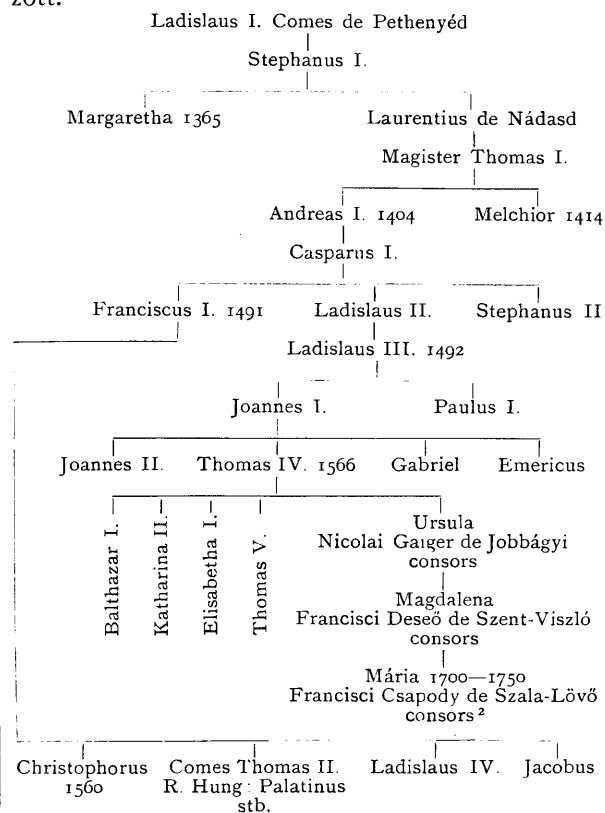 zott.
Ladislaus I. Comes de Pethenyéd
Stephanus I.
Margaretha 1365 Laurentius de Nádasd
Magister Thomas I.
Andreas I. 1404 Melchior 1414
Casparus I.
Franciscus I. 1491 Ladislaus II. Stephanus II
Ladislaus III. 1492
Joannes I. Paulus I.
Joannes II. Thomas IV. 1566 Gabriel Emericus
Balthazar I.
Katharina II.
Elisabetha I.
Thomas V.
Ursula
Nicolai Gaiger de Jobbágyi
consors
Magdalena
Francisci Deseő de Szent-Viszló
consors
Mária 1700—1750
Francisci Csapody de Szala-Lövő
consors ²
Christophorus Comes Thomas II. Ladislaus IV. Jacobus
1560 R. Hung: Palatinus
stb.